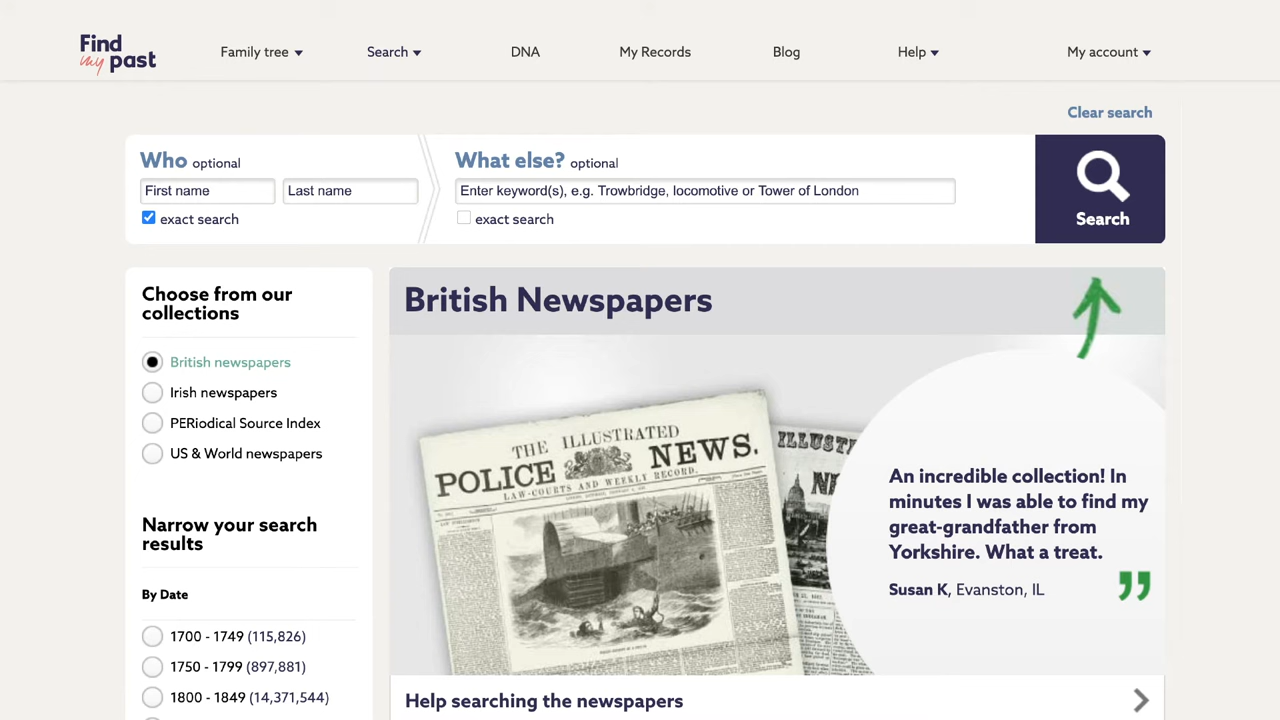 Find my past
Family tree
Search
DNA
My Records
Blog
Help
My account
Clear search
Who optional
First name
Last name
exact search
What else? optional
Enter keyword(s), e.g. Trowbridge, locomotive or Tower of London
exact search
Search
Choose from our
collections
British newspapers
Irish newspapers
PERiodical Source Index
US & World newspapers
Narrow your search
results
By Date
1700 - 1749 (115,826)
1750 - 1799 (897,881)
1800 - 1849 (14,371,544)
British Newspapers
THE ILLUSTRATED
POLICE NEWS.
LAW-COURTS AND WEEKLY RECORD.
An incredible collection! In
minutes I was able to find my
great-grandfather from
Yorkshire. What a treat.
Susan K, Evanston, IL
Help searching the newspapers